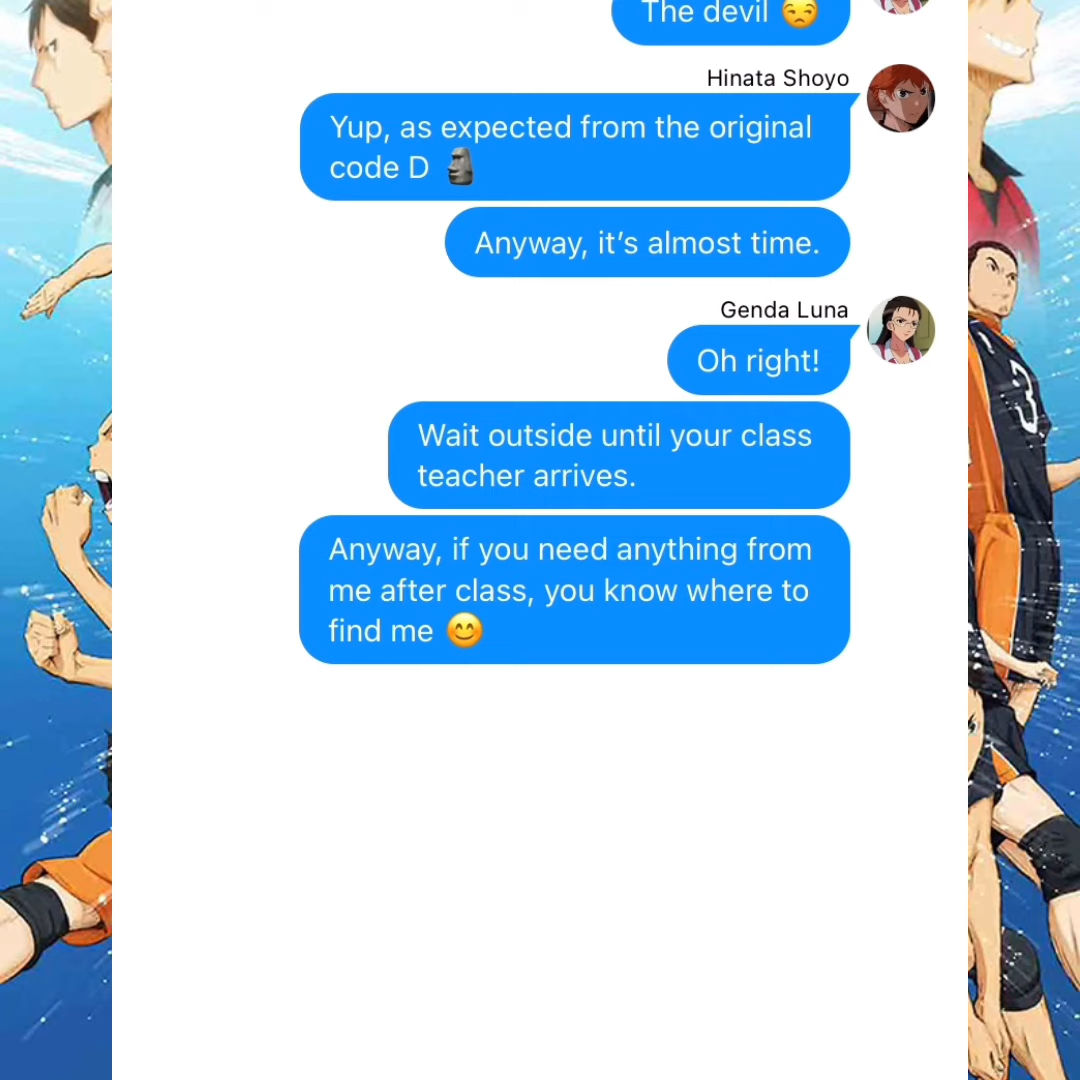 The devil 😒
Hinata Shoyo
Yup, as expected from the original
code D 🗿
Anyway, it’s almost time.
Genda Luna
Oh right!
Wait outside until your class
teacher arrives.
Anyway, if you need anything from
me after class, you know where to
find me 😊
3